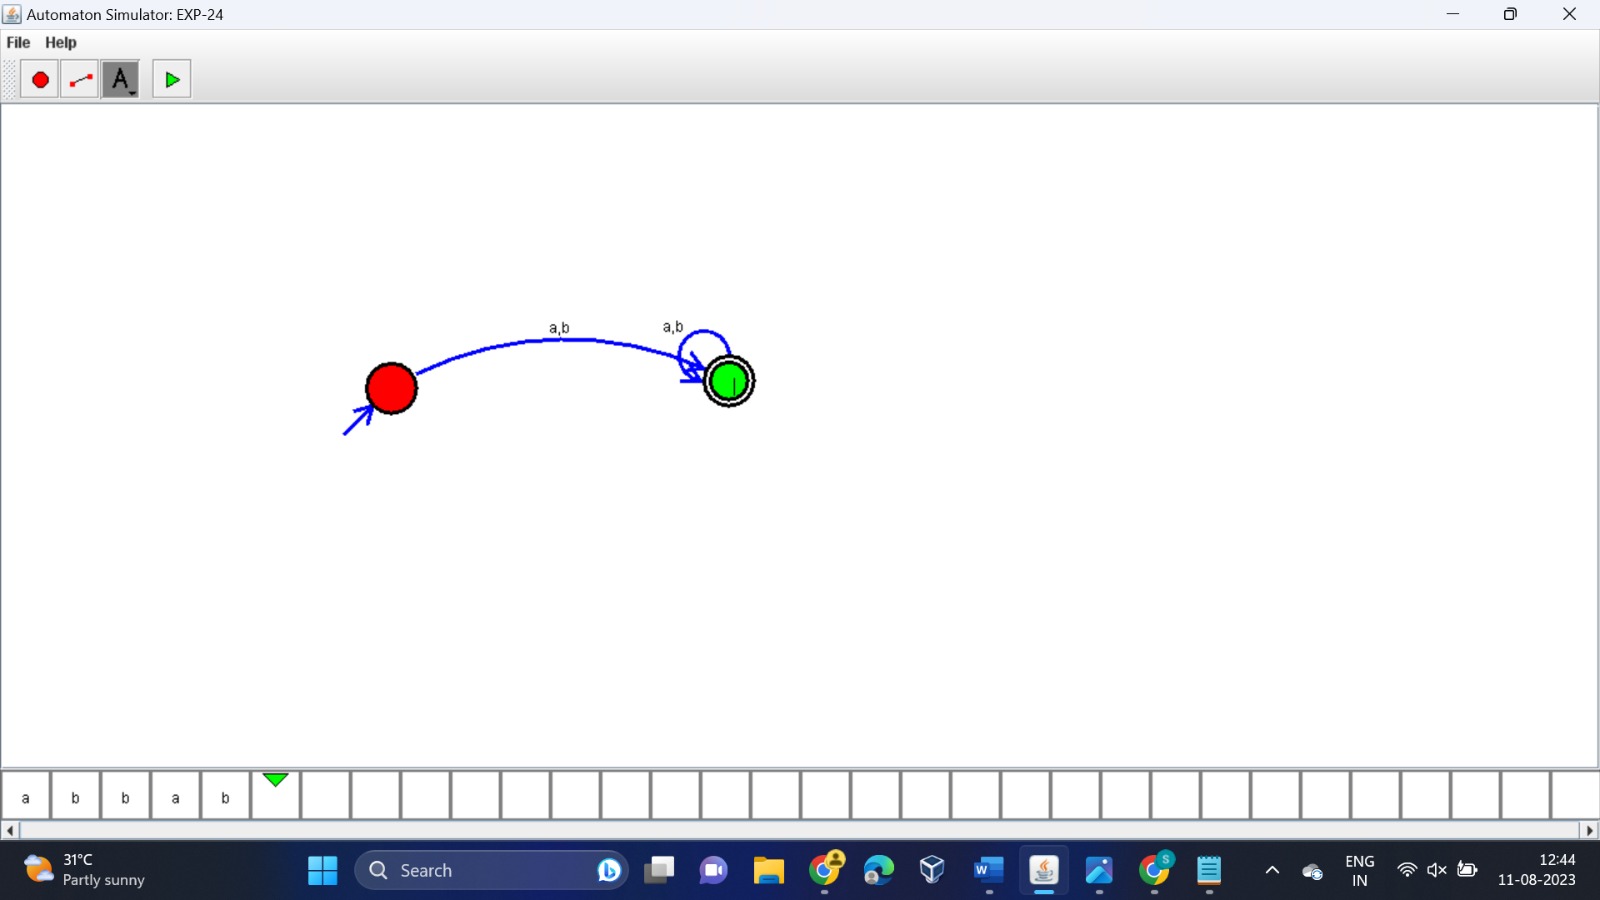 Automaton Simulator: EXP-24
File Help
A
a,b
a,b
a b b a b
31°C
Partly sunny
Search
W
S
ENG
IN
12:44
11-08-2023